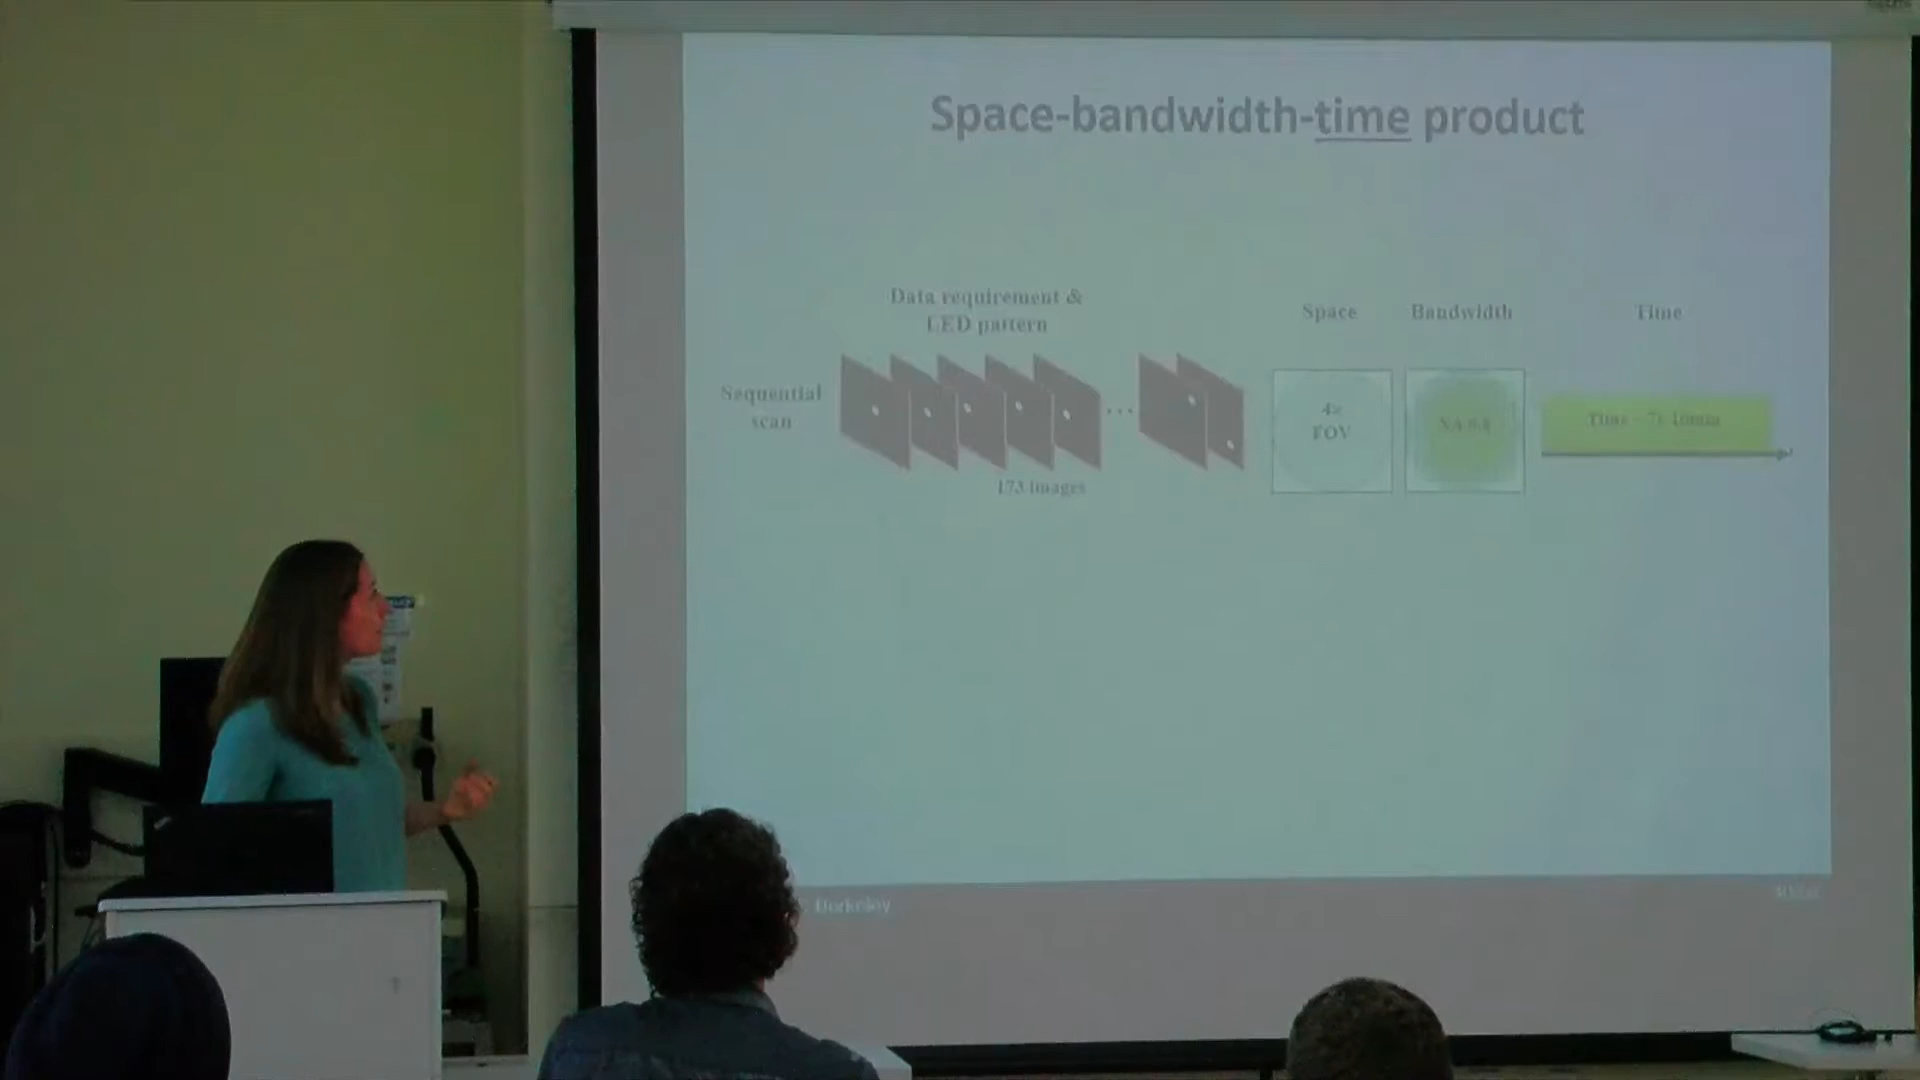 Space-bandwidth-time product
Data requirement &
LED pattern
Space
Bandwidth
Time
Sequential
scan
4x
FOV
173 images
Berkeley